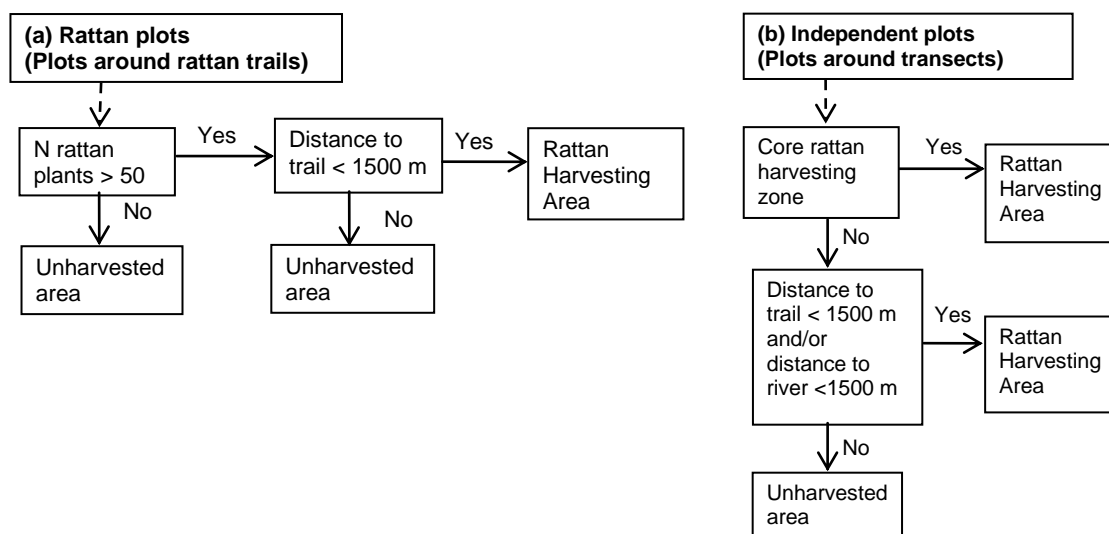 (a) Rattan plots
(Plots around rattan trails)
N rattan
plants > 50
Yes
Distance to
trail < 1500 m
Yes
Rattan
Harvesting
Area
No
Unharvested
area
No
Unharvested
area
(b) Independent plots
(Plots around transects)
Core rattan
harvesting
zone
Yes
Rattan
Harvesting
Area
No
Distance to
trail < 1500 m
and/or
distance to
river <1500 m
Yes
Rattan
Harvesting
Area
No
Unharvested
area